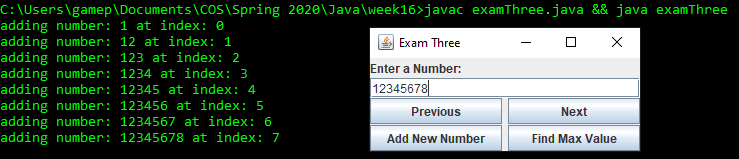 C:\Users\gamep\Documents\COS\Spring 2020\Java\week16>javac examThree.java && java examThree
adding number: 1 at index: 0
adding number: 12 at index: 1
adding number: 123 at index: 2
adding number: 1234 at index: 3
adding number: 12345 at index: 4
adding number: 123456 at index: 5
adding number: 1234567 at index: 6
adding number: 12345678 at index: 7
Exam Three
Enter a Number:
12345678
Previous Next
Add New Number Find Max Value